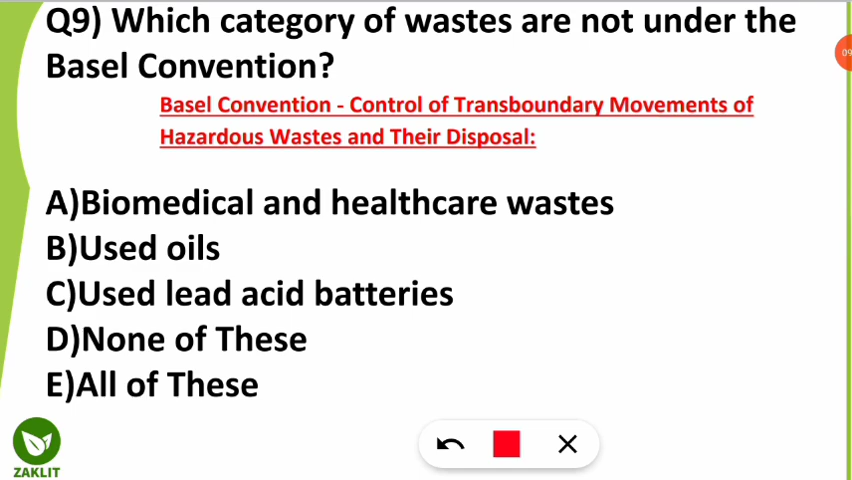 Q9) Which category of wastes are not under the
Basel Convention?
Basel Convention - Control of Transboundary Movements of
Hazardous Wastes and Their Disposal:
A)Biomedical and healthcare wastes
B)Used oils
C)Used lead acid batteries
D)None of These
E)All of These
ZAKLIT